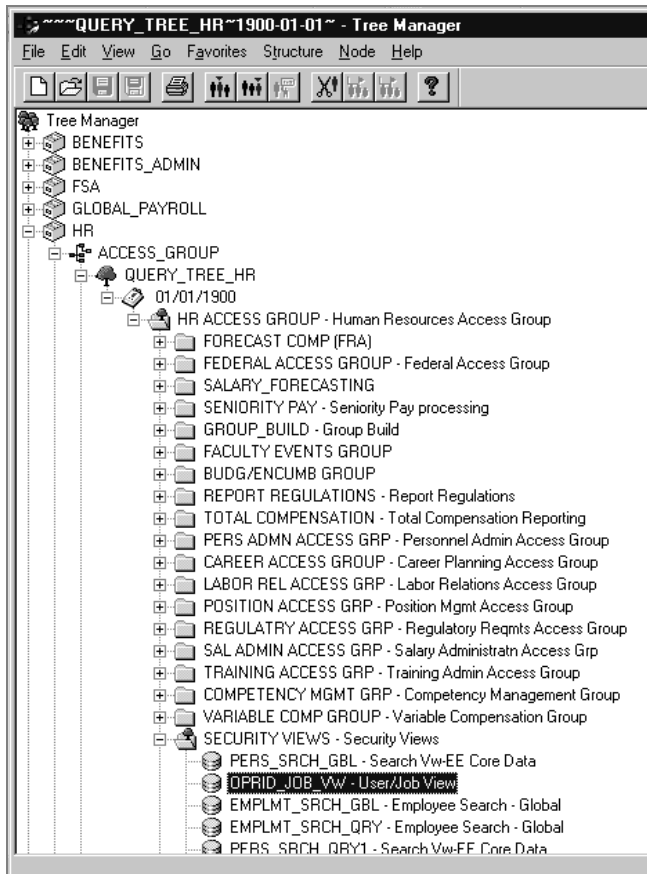 ~~~QUERY_TREE_HR~1900-01-01~ - Tree Manager
File Edit View Go Favorites Structure Node Help
Tree Manager
BENEFITS
BENEFITS_ADMIN
FSA
GLOBAL_PAYROLL
HR
ACCESS_GROUP
QUERY_TREE_HR
01/01/1900
HR ACCESS GROUP - Human Resources Access Group
FORECAST COMP (FRA)
FEDERAL ACCESS GROUP - Federal Access Group
SALARY_FORECASTING
SENIORITY PAY - Seniority Pay processing
GROUP_BUILD - Group Build
FACULTY EVENTS GROUP
BUDG/ENCUMB GROUP
REPORT REGULATIONS - Report Regulations
TOTAL COMPENSATION - Total Compensation Reporting
PERS ADMN ACCESS GRP - Personnel Admin Access Group
CAREER ACCESS GROUP - Career Planning Access Group
LABOR REL ACCESS GRP - Labor Relations Access Group
POSITION ACCESS GRP - Position Mgmt Access Group
REGULATRY ACCESS GRP - Regulatory Reqmts Access Group
SAL ADMIN ACCESS GRP - Salary Administratn Access Grp
TRAINING ACCESS GRP - Training Admin Access Group
COMPETENCY MGMT GRP - Competency Management Group
VARIABLE COMP GROUP - Variable Compensation Group
SECURITY VIEWS - Security Views
PERS_SRCH_GBL - Search Vw-EE Core Data
OPRID_JOB_VW - User/Job View
EMPLMT_SRCH_GBL - Employee Search - Global
EMPLMT_SRCH_QRY - Employee Search - Global
PERS_SRCH_QRY1 - Search Vw-EE Core Data